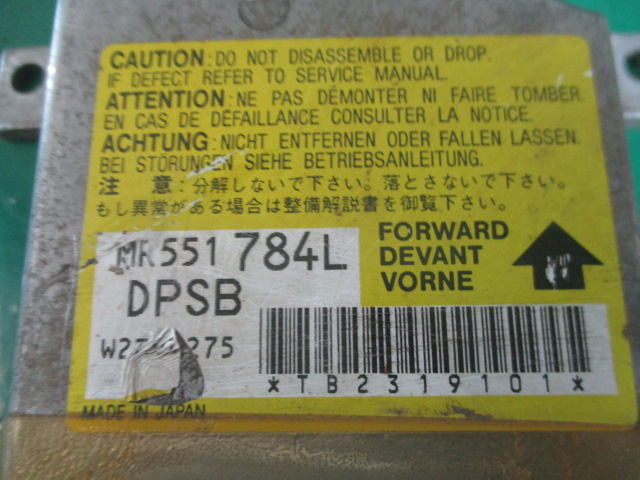 CAUTION: DO NOT DISASSEMBLE OR DROP.
IF DEFECT REFER TO SERVICE MANUAL.
ATTENTION: NE PAS DÉMONTER NI FAIRE TOMBER.
EN CAS DE DÉFAILLANCE CONSULTER LA NOTICE.
ACHTUNG: NICHT ENTFERNEN ODER FALLEN LASSEN.
BEI STÖRUNGEN SIEHE BETRIEBSANLEITUNG.
注 意:分解しないで下さい。落とさないで下さい。
もし異常がある場合は整備解説書を御覧下さい。
MR551 784L
DPSB
FORWARD
DEVANT
VORNE
*TB2319101*
MADE IN JAPAN